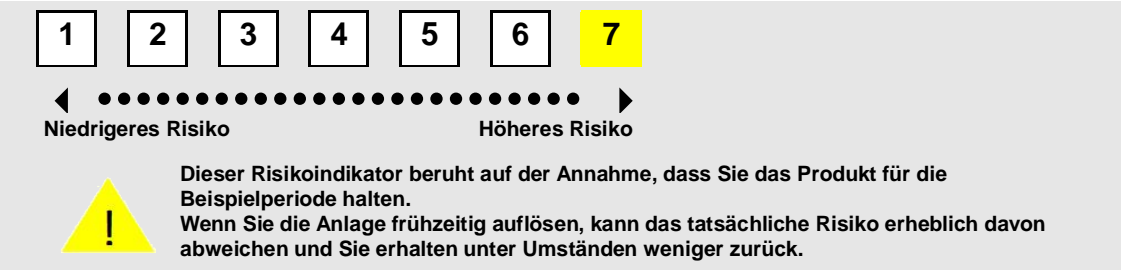 1 2 3 4 5 6 7
Niedrigeres Risiko Höheres Risiko
Dieser Risikoindikator beruht auf der Annahme, dass Sie das Produkt für die
Beispielperiode halten.
Wenn Sie die Anlage frühzeitig auflösen, kann das tatsächliche Risiko erheblich davon
abweichen und Sie erhalten unter Umständen weniger zurück.
!